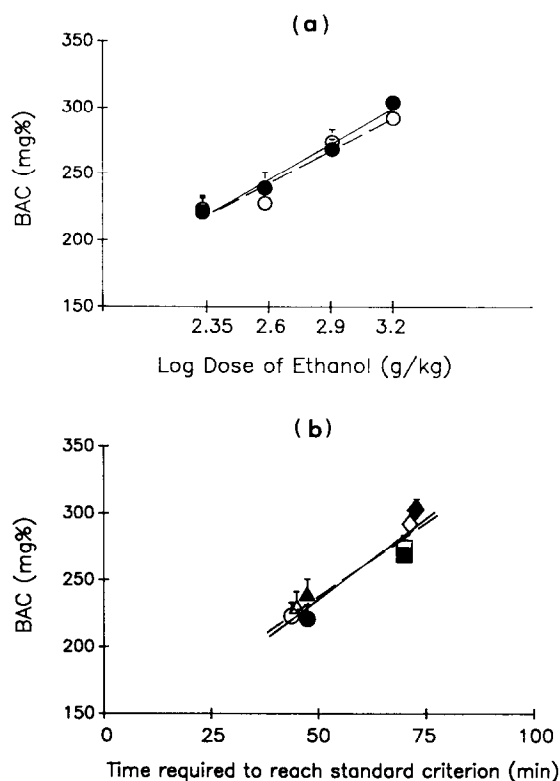 (a)
350
300
250
200
150
BAC (mg%)
2.35 2.6 2.9 3.2
Log Dose of Ethanol (g/kg)
(b)
350
300
250
200
150
BAC (mg%)
0 25 50 75 100
Time required to reach standard criterion (min)